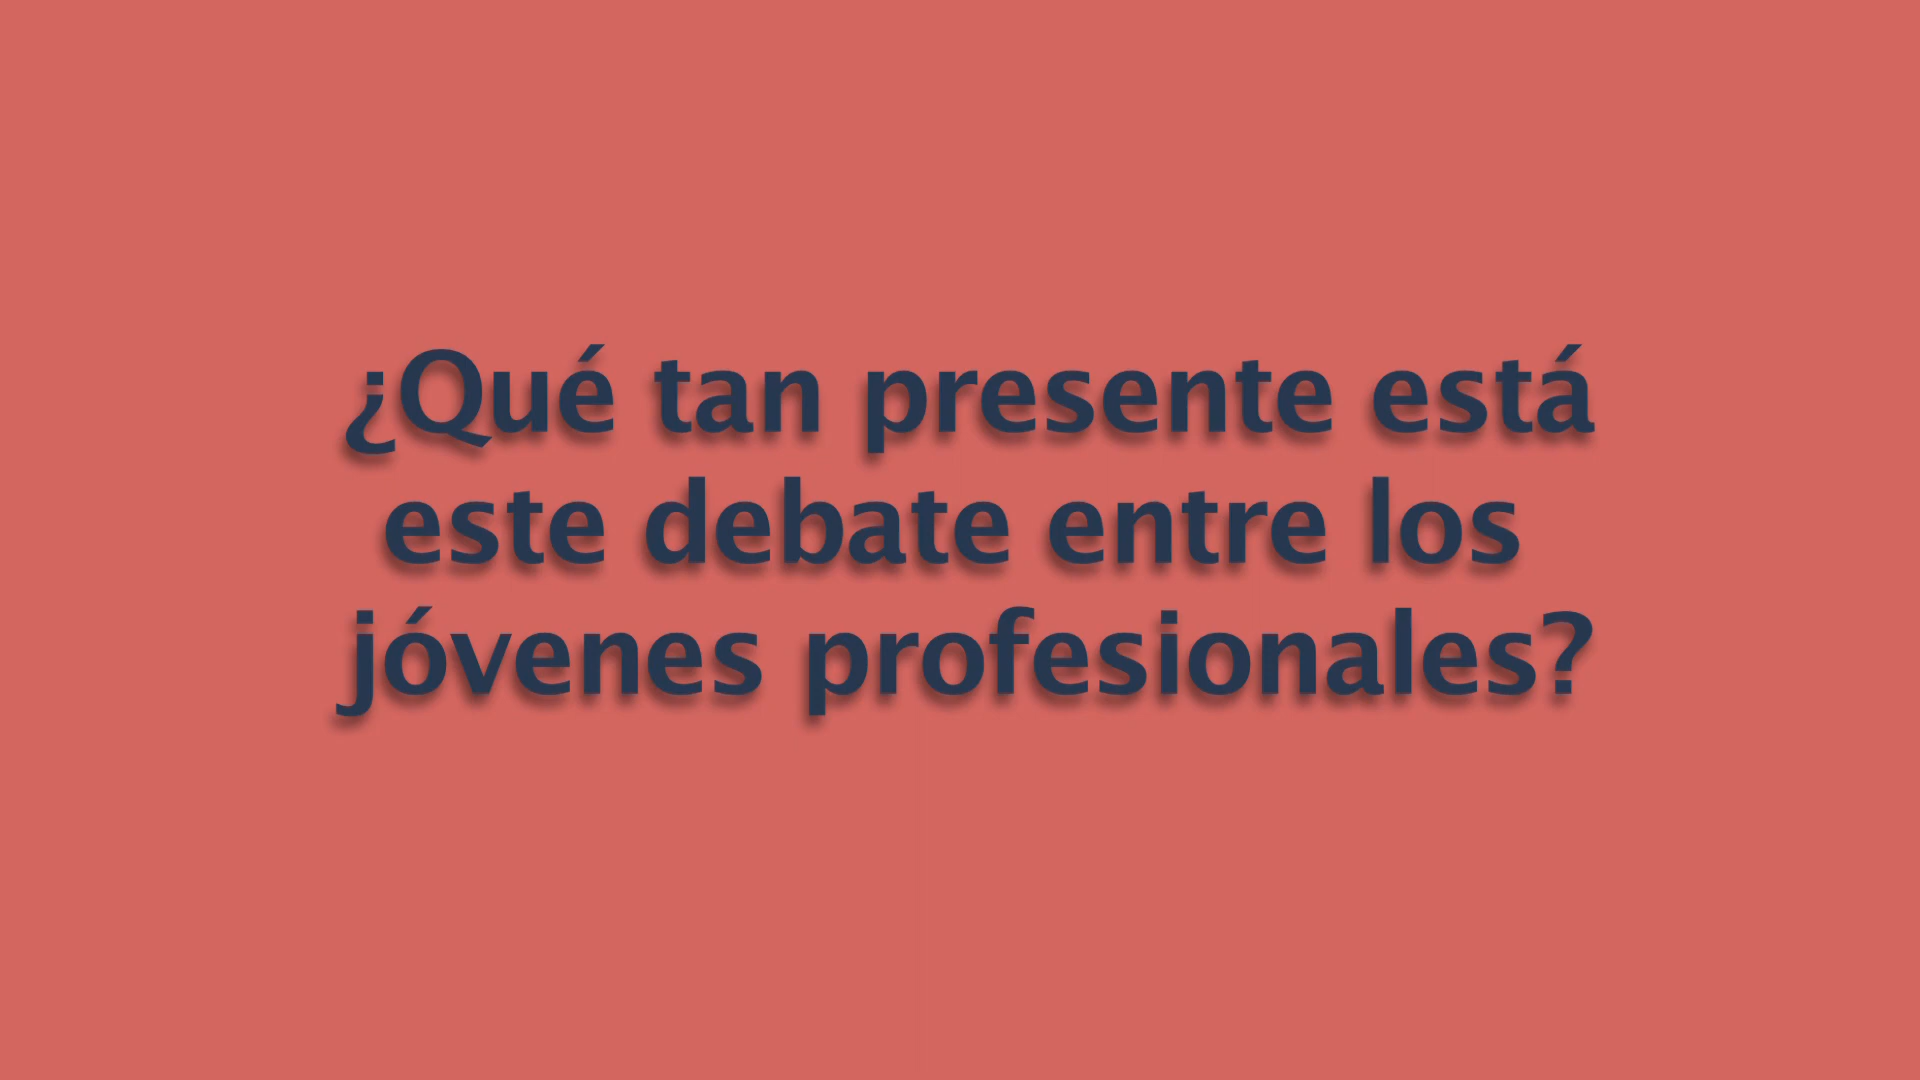 ¿Qué tan presente está
este debate entre los
jóvenes profesionales?